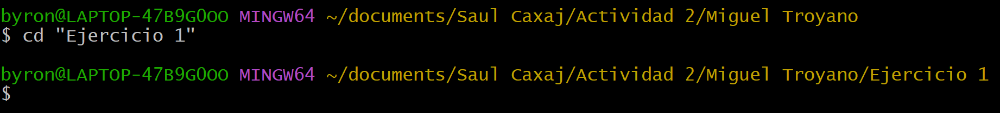 byron@LAPTOP-47B9G0OO MINGW64 ~/documents/Saul Caxaj/Actividad 2/Miguel Troyano
$ cd "Ejercicio 1"
byron@LAPTOP-47B9G0OO MINGW64 ~/documents/Saul Caxaj/Actividad 2/Miguel Troyano/Ejercicio 1
$